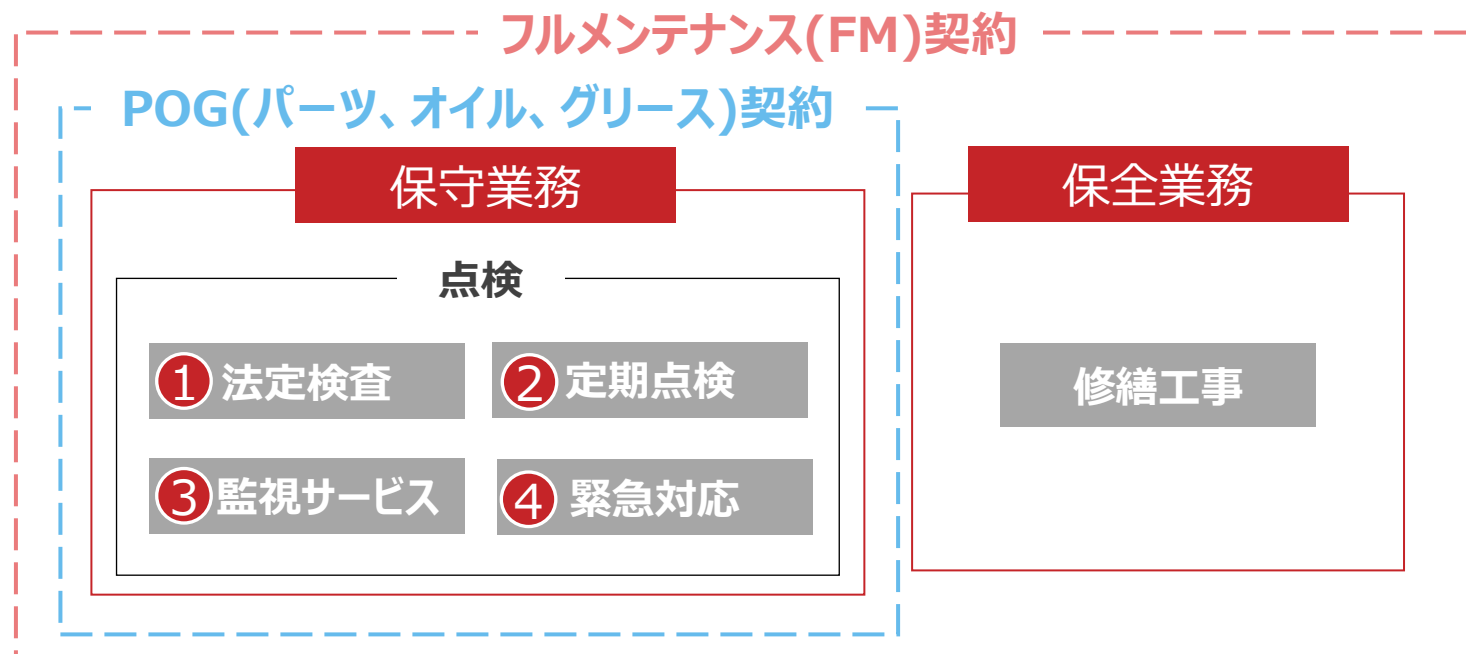 フルメンテナンス(FM)契約
POG(パーツ、オイル、グリース)契約
保守業務
保全業務
点検
1 法定検査
2 定期点検
修繕工事
3 監視サービス
4 緊急対応